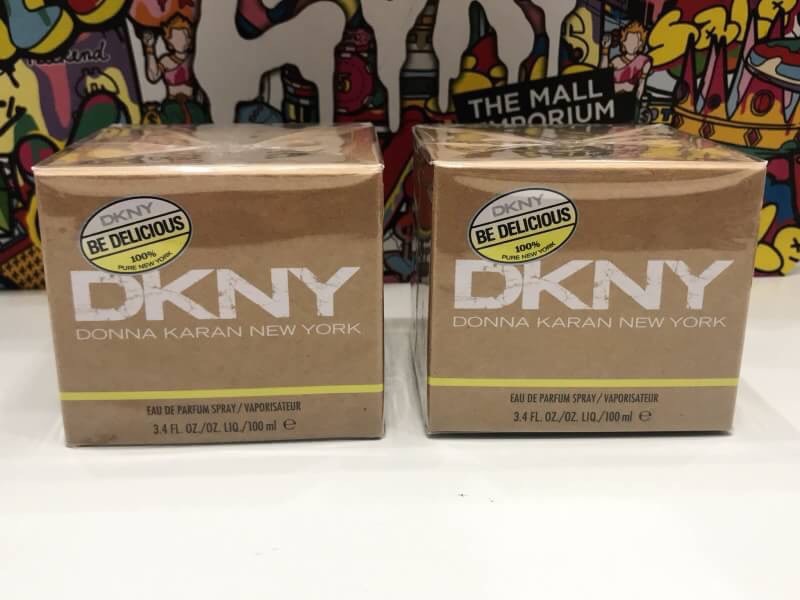 Weekend
THE MALL
EMPORIUM
DKNY
BE DELICIOUS
100%
PURE NEW YORK
DKNY
DONNA KARAN NEW YORK
EAU DE PARFUM SPRAY / VAPORISATEUR
3.4 FL. OZ./OZ. LIQ./100 ml e
DKNY
BE DELICIOUS
100%
PURE NEW YORK
DKNY
DONNA KARAN NEW YORK
EAU DE PARFUM SPRAY / VAPORISATEUR
3.4 FL. OZ./OZ. LIQ./100 ml e